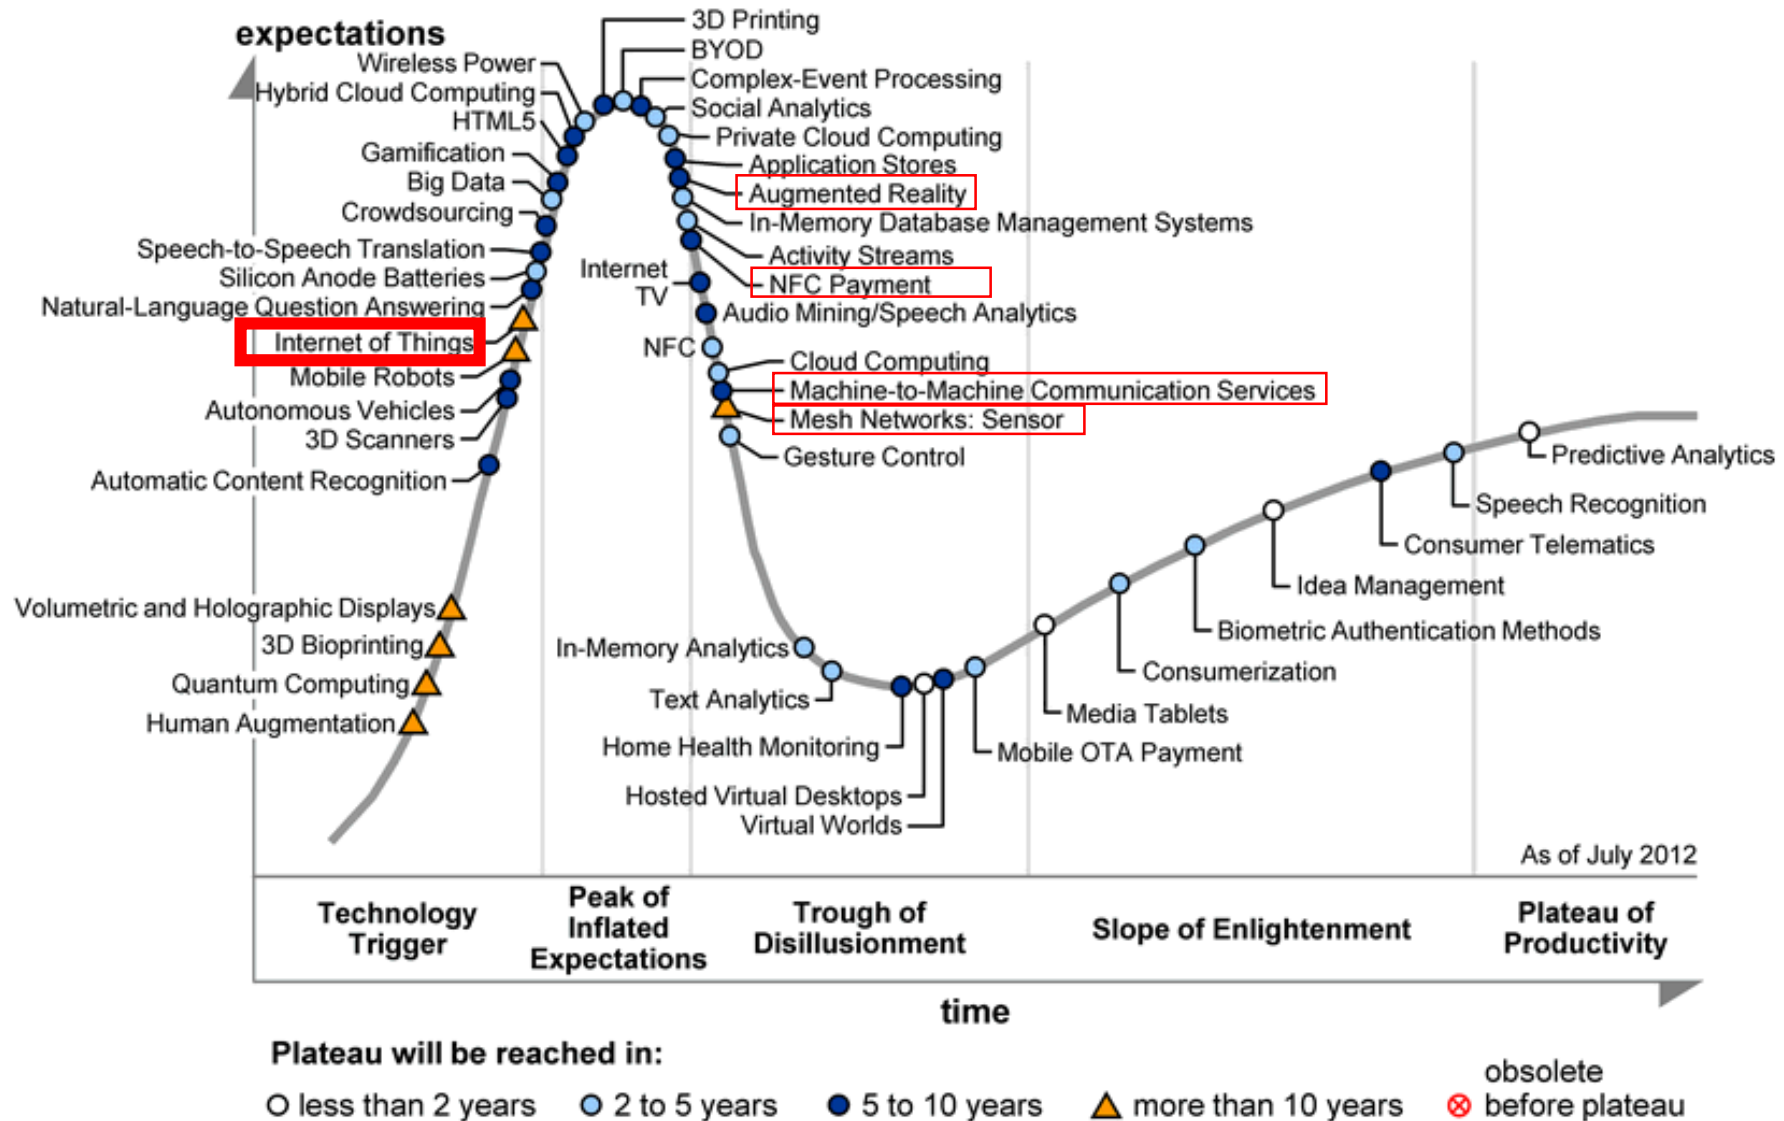 expectations
3D Printing
BYOD
Wireless Power
Complex-Event Processing
Hybrid Cloud Computing
Social Analytics
HTML5
Private Cloud Computing
Gamification
Application Stores
Big Data
Augmented Reality
Crowdsourcing
In-Memory Database Management Systems
Speech-to-Speech Translation
Activity Streams
Silicon Anode Batteries
Internet
TV
NFC Payment
Natural-Language Question Answering
Audio Mining/Speech Analytics
Internet of Things
NFC
Cloud Computing
Mobile Robots
Machine-to-Machine Communication Services
Autonomous Vehicles
Mesh Networks: Sensor
3D Scanners
Gesture Control
Automatic Content Recognition
Predictive Analytics
Speech Recognition
Consumer Telematics
Idea Management
Volumetric and Holographic Displays
Biometric Authentication Methods
3D Bioprinting
In-Memory Analytics
Consumerization
Quantum Computing
Text Analytics
Media Tablets
Human Augmentation
Home Health Monitoring
Mobile OTA Payment
Hosted Virtual Desktops
Virtual Worlds
As of July 2012
Technology
Trigger
Peak of
Inflated
Expectations
Trough of
Disillusionment
Slope of Enlightenment
Plateau of
Productivity
time
Plateau will be reached in:
less than 2 years
2 to 5 years
5 to 10 years
more than 10 years
obsolete
before plateau